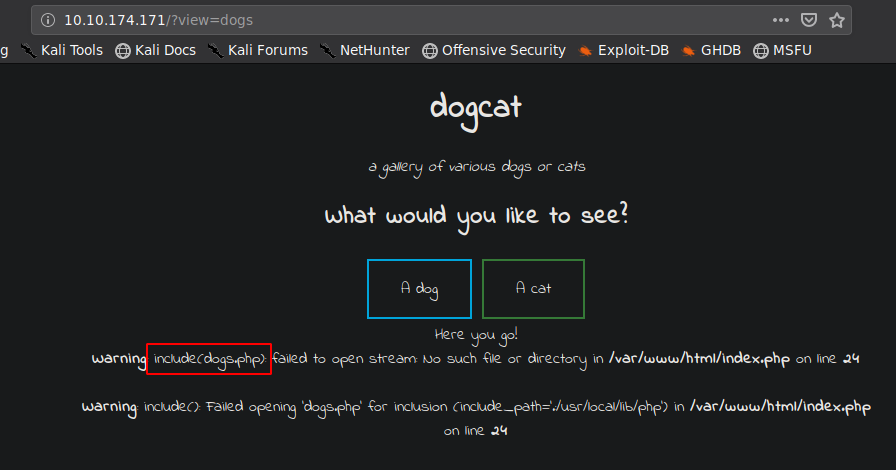 10.10.174.171/?view=dogs
g Kali Tools Kali Docs Kali Forums NetHunter Offensive Security Exploit-DB GHDB MSFU
dogcat
a gallery of various dogs or cats
What would you like to see?
A dog A cat
Here you go!
Warning: include(dogs.php): failed to open stream: No such file or directory in /var/www/html/index.php on line 24
Warning: include(): Failed opening 'dogs.php' for inclusion (include_path='.:/usr/local/lib/php') in /var/www/html/index.php
on line 24